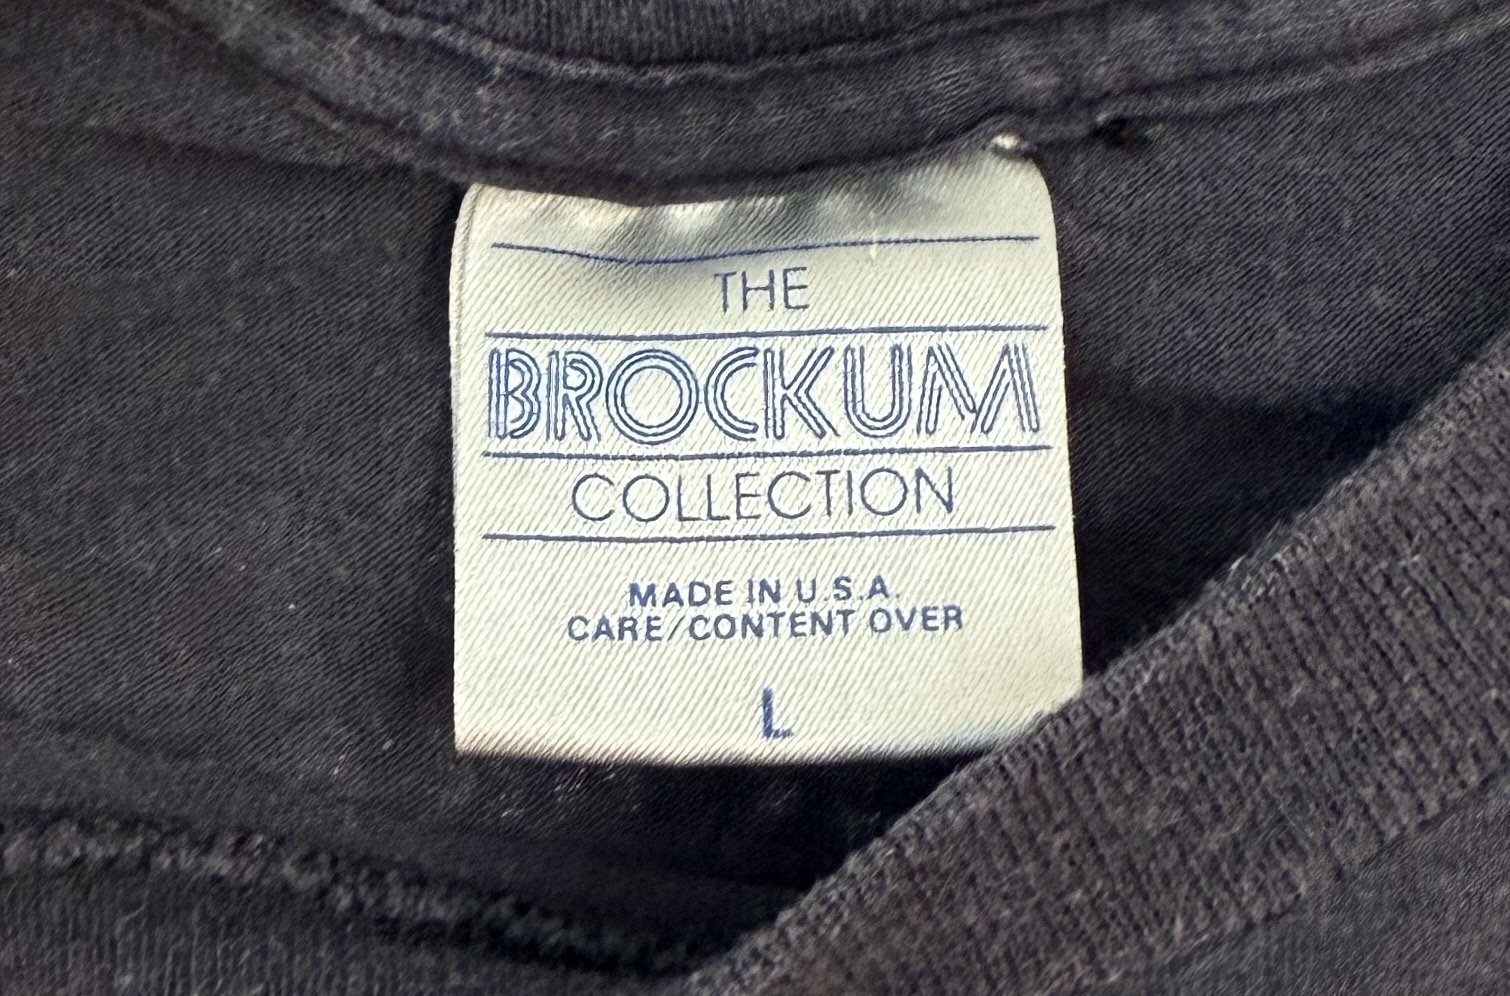 THE
BROCKUM
COLLECTION
MADE IN U.S.A.
CARE/CONTENT OVER
L